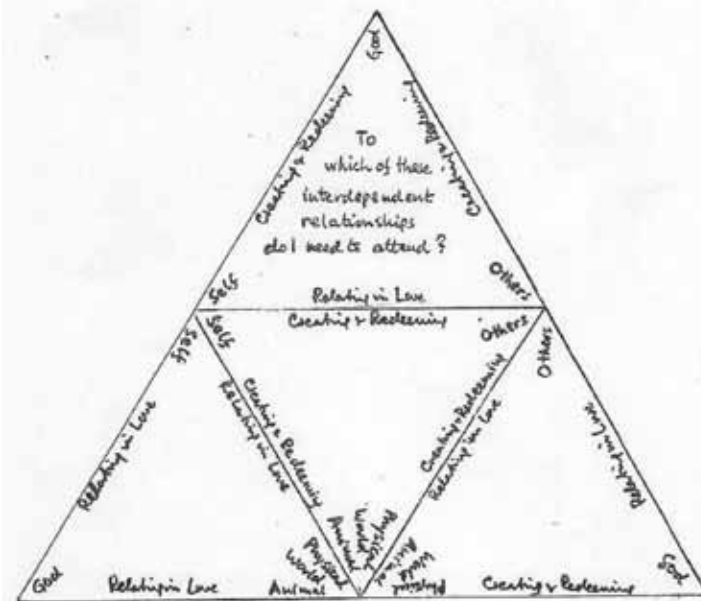 God
Creating & Redeeming
Creating & Redeeming
To
which of these
interdependent
relationships
do I need to attend?
Self
Others
Relating in Love
Creating & Redeeming
Self
Self
Others
Others
Relating in Love
Creating & Redeeming
Relating in Love
Creating & Redeeming
Relating in Love
Relating in Love
Physical
World
Animal
Physical
World
Animal
Physical
World
Animal
God
Relating in Love
Creating & Redeeming
God